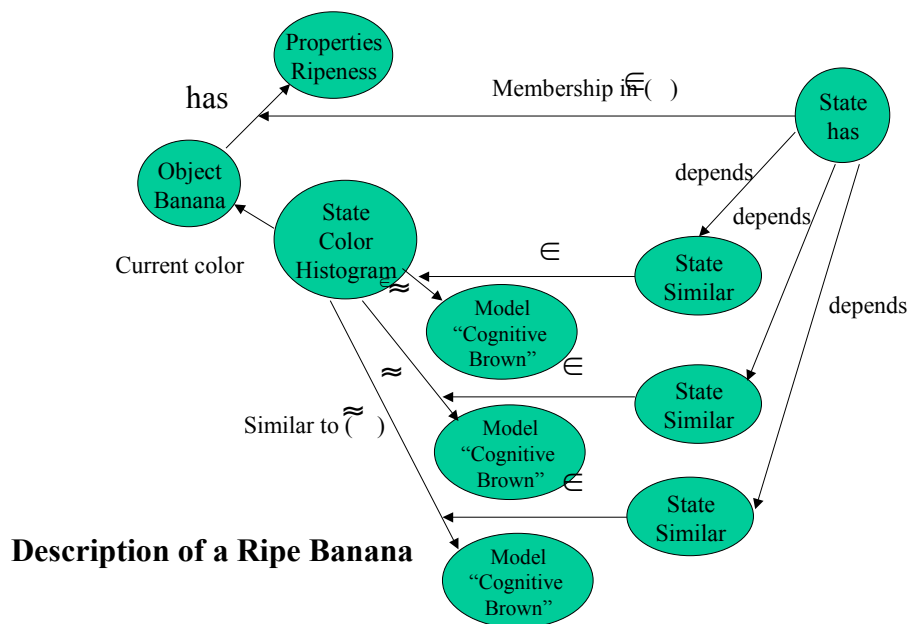 Properties
Ripeness
has
Membership in (∈)
State
has
Object
Banana
depends
State
Color
Histogram
depends
Current color
∈
State
Similar
∈≈
Model
“Cognitive
Brown”
depends
≈
∈
State
Similar
Similar to (≈)
Model
“Cognitive
Brown”
∈
State
Similar
Description of a Ripe Banana
Model
“Cognitive
Brown”